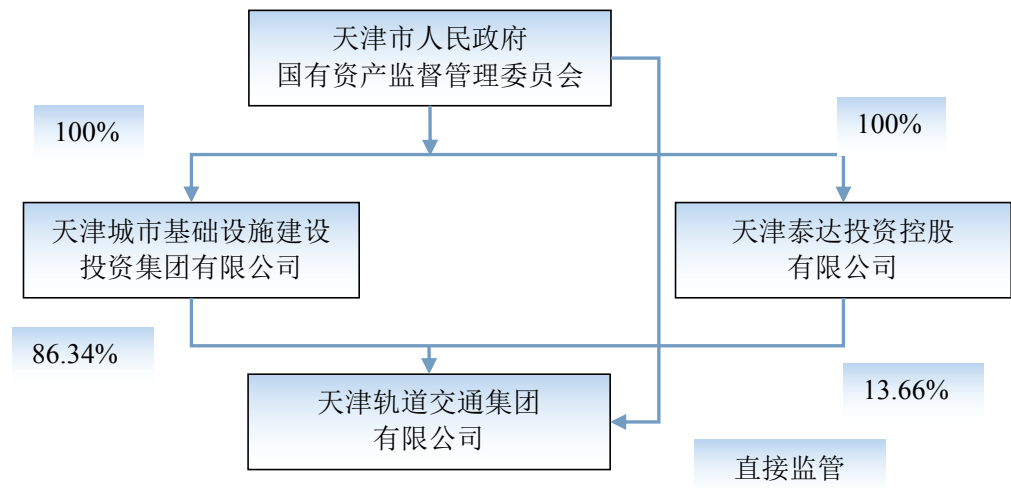 天津市人民政府
国有资产监督管理委员会
100%
100%
天津城市基础设施建设
投资集团有限公司
天津泰达投资控股
有限公司
86.34%
13.66%
天津轨道交通集团
有限公司
直接监管